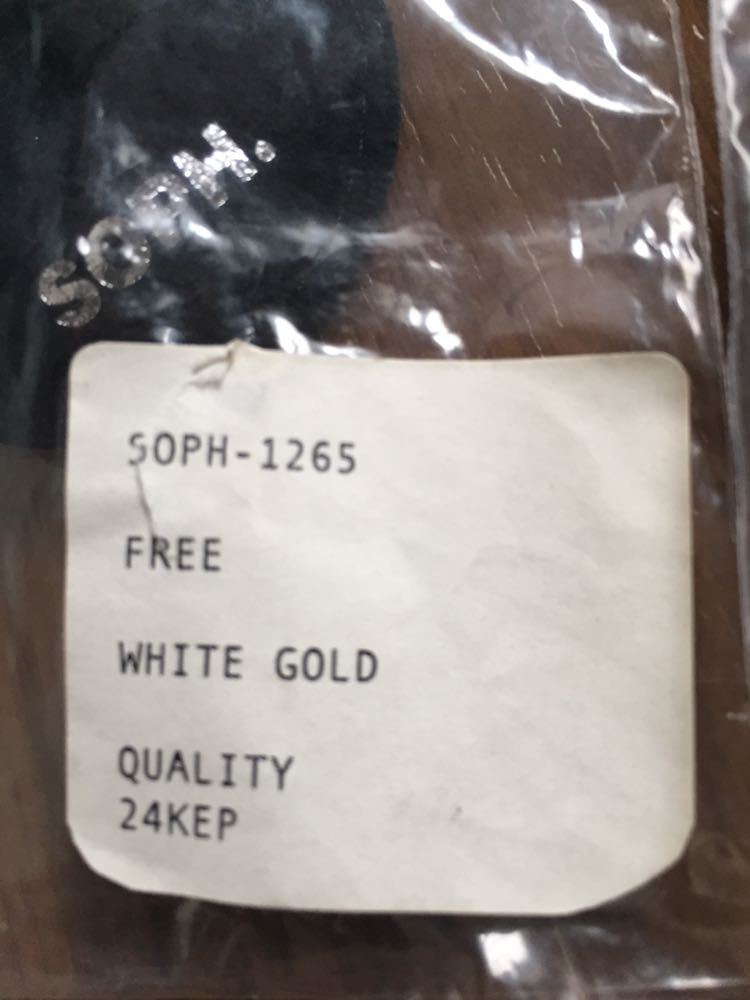 SOPH.
SOPH-1265
FREE
WHITE GOLD
QUALITY
24KEP